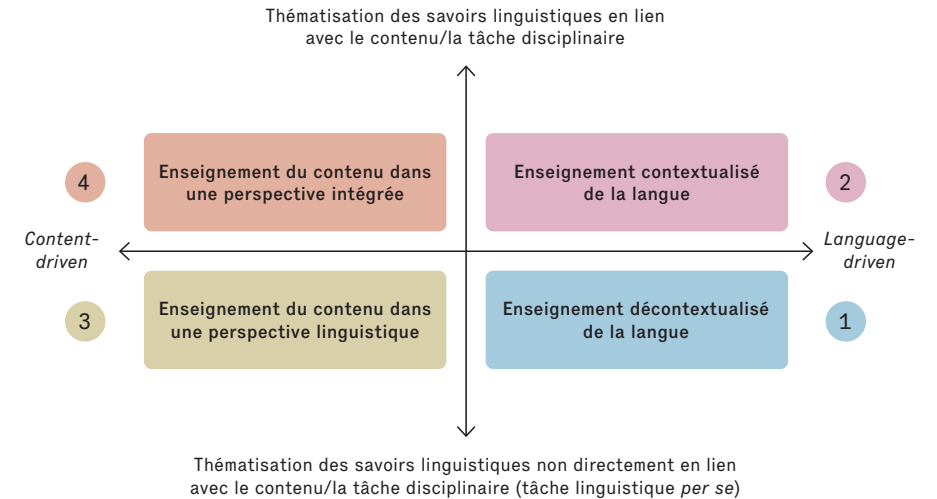 Thématisation des savoirs linguistiques en lien
avec le contenu/la tâche disciplinaire
4
Enseignement du contenu dans
une perspective intégrée
Enseignement contextualisé
de la langue
2
Content-
driven
Language-
driven
3
Enseignement du contenu dans
une perspective linguistique
Enseignement décontextualisé
de la langue
1
Thématisation des savoirs linguistiques non directement en lien
avec le contenu/la tâche disciplinaire (tâche linguistique per se)